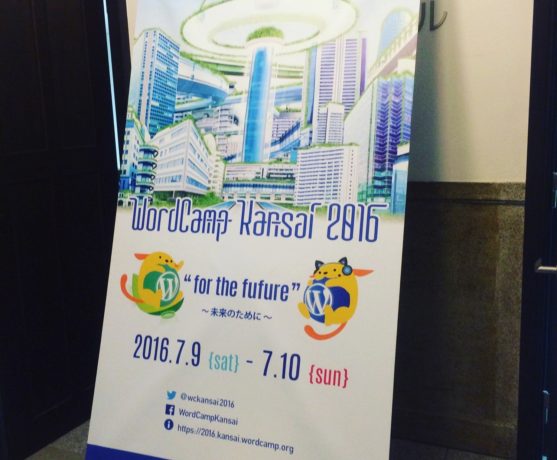 ル
WordCamp Kansai 2016
"for the future"
～未来のために～
2016.7.9 {sat} - 7.10 {sun}
@wckansai2016
WordCampKansai
https://2016.kansai.wordcamp.org